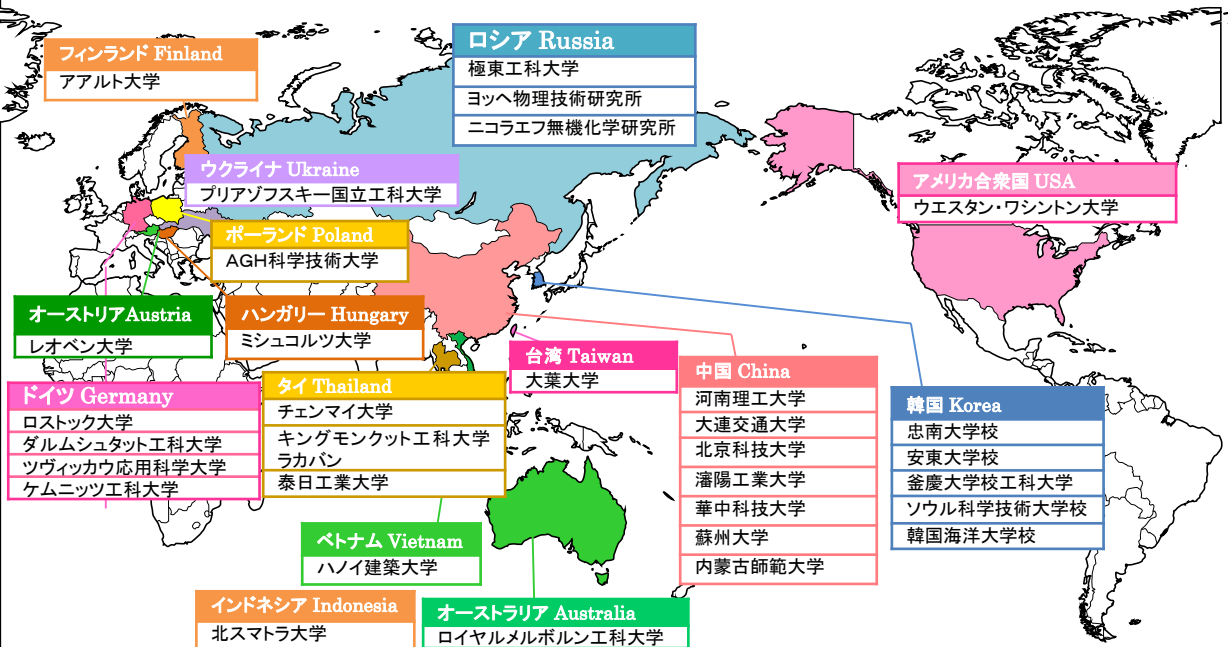 フィンランド Finland
アアルト大学
ロシア Russia
極東工科大学
ヨッヘ物理技術研究所
ニコラエフ無機化学研究所
ウクライナ Ukraine
プリアゾフスキー国立工科大学
アメリカ合衆国 USA
ウエスタン・ワシントン大学
ポーランド Poland
AGH科学技術大学
オーストリアAustria
レオベン大学
ハンガリー Hungary
ミシュコルツ大学
台湾 Taiwan
大葉大学
中国 China
河南理工大学
大連交通大学
北京科技大学
瀋陽工業大学
華中科技大学
蘇州大学
内蒙古師範大学
韓国 Korea
忠南大学校
安東大学校
釜慶大学校工科大学
ソウル科学技術大学校
韓国海洋大学校
ドイツ Germany
ロストック大学
ダルムシュタット工科大学
ツヴィッカウ応用科学大学
ケムニッツ工科大学
タイ Thailand
チェンマイ大学
キングモンクット工科大学
ラカバン
泰日工業大学
ベトナム Vietnam
ハノイ建築大学
インドネシア Indonesia
北スマトラ大学
オーストラリア Australia
ロイヤルメルボルン工科大学